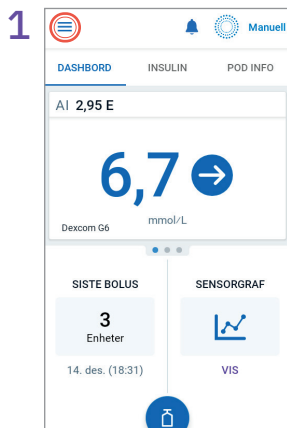 1
Manuell
DASHBORD INSULIN POD INFO
AI 2,95 E
6,7
mmol/L
Dexcom G6
SISTE BOLUS SENSORGRAF
3
Enheter
14. des. (18:31) VIS